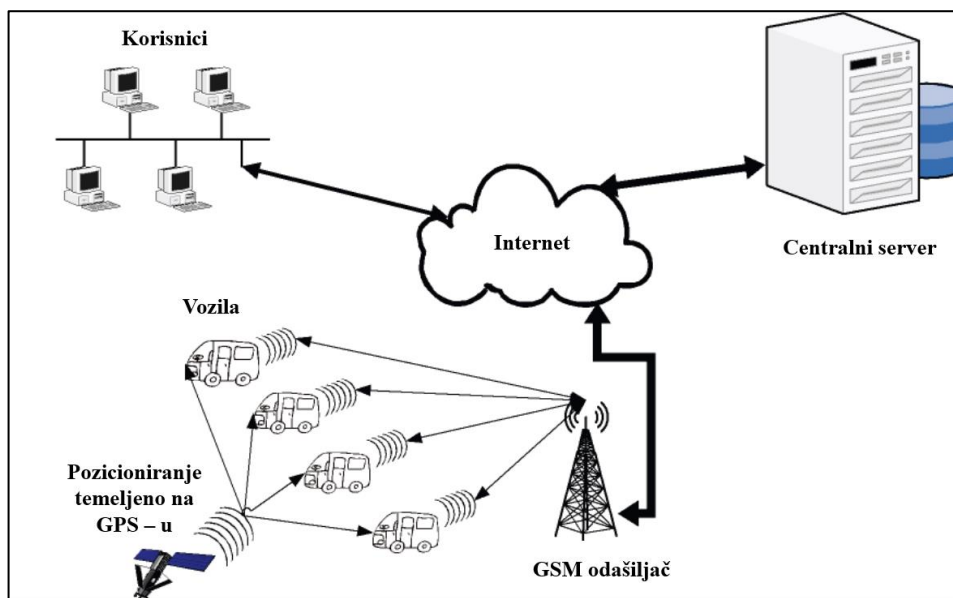 Korisnici
Internet
Centralni server
Vozila
Pozicioniranje
temeljeno na
GPS – u
GSM odašiljač